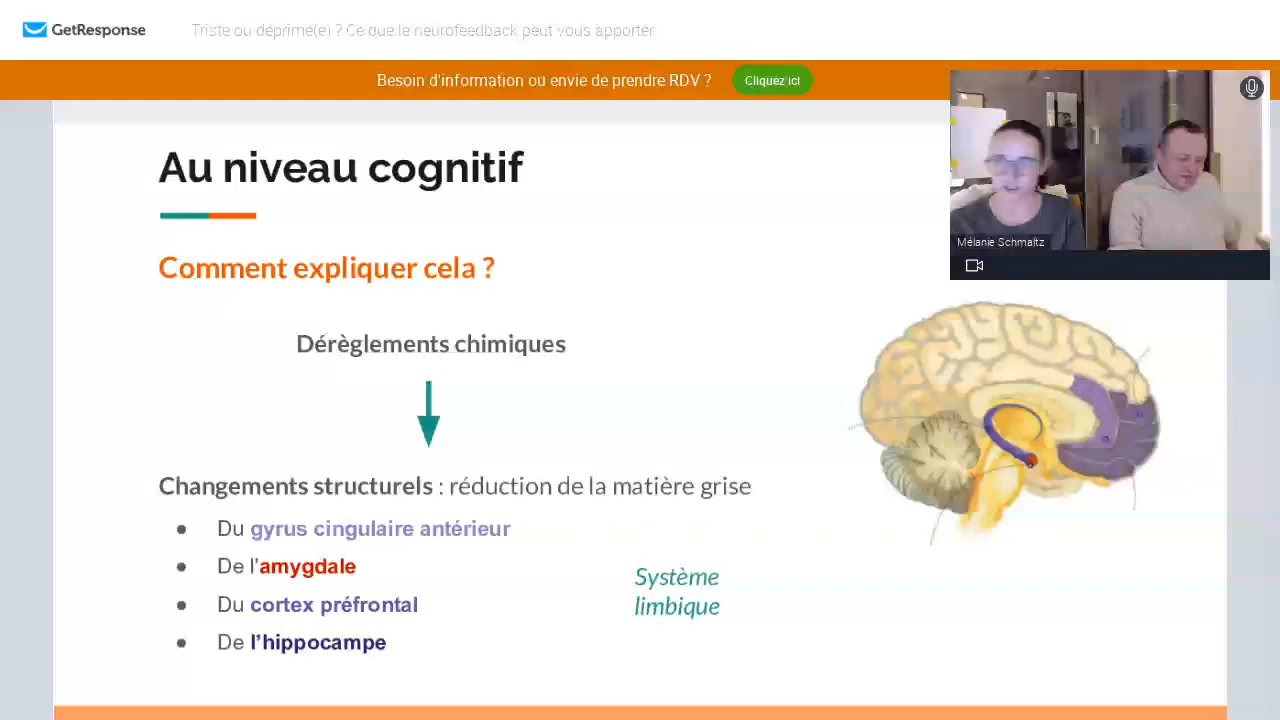 GetResponse
Triste ou déprimé(e) ? Ce que le neurofeedback peut vous apporter
Besoin d'information ou envie de prendre RDV ?
Cliquez ici
Mélanie Schmaltz
Au niveau cognitif
Comment expliquer cela ?
Dérèglements chimiques
Changements structurels : réduction de la matière grise
● Du gyrus cingulaire antérieur
● De l'amygdale
● Du cortex préfrontal
● De l'hippocampe
Système
limbique